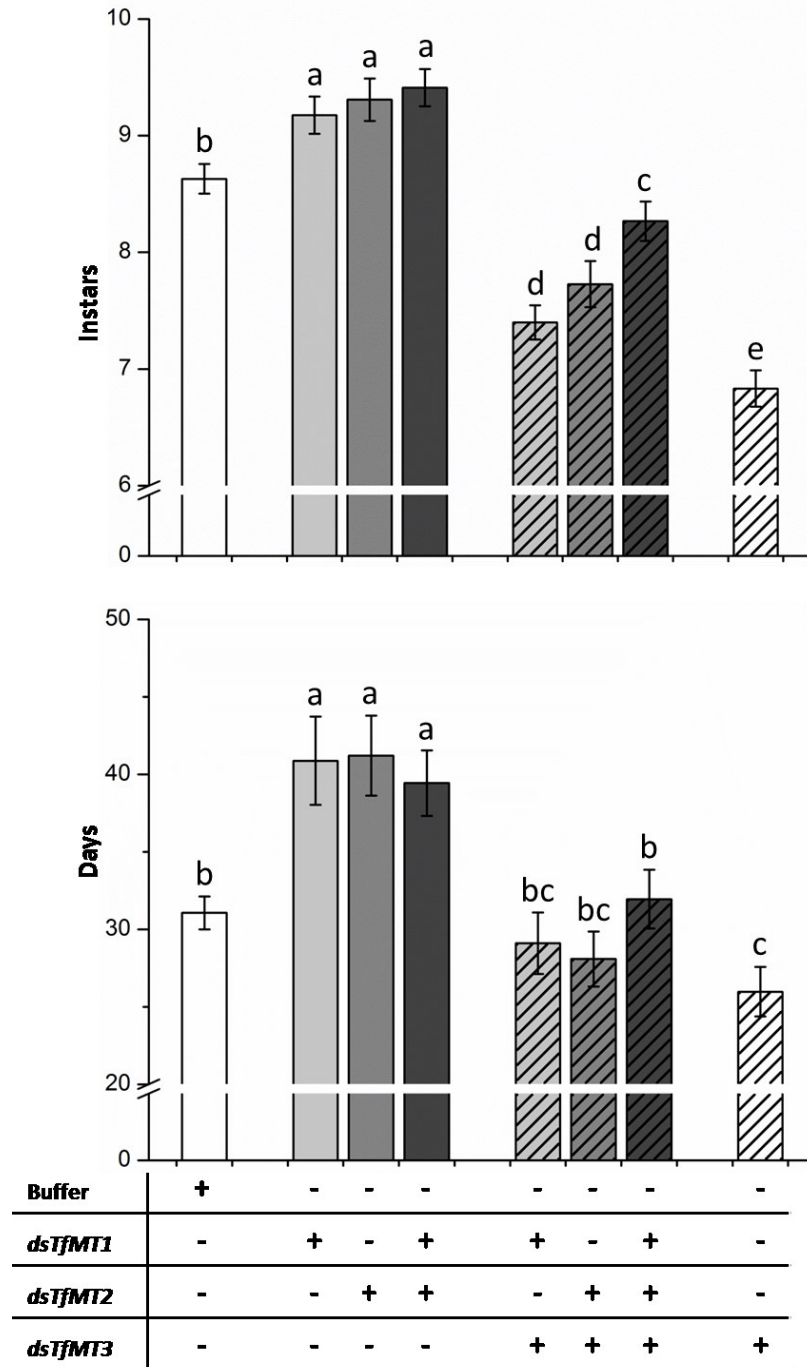 10
9
8
7
6
0
Instars
b
a
a
a
d
d
c
e
50
40
30
20
0
Days
b
a
a
a
bc
bc
b
c
Buffer + - - - - - - -
dsTfMT1 - + - + + - + -
dsTfMT2 - - + + - + + -
dsTfMT3 - - - - + + + +